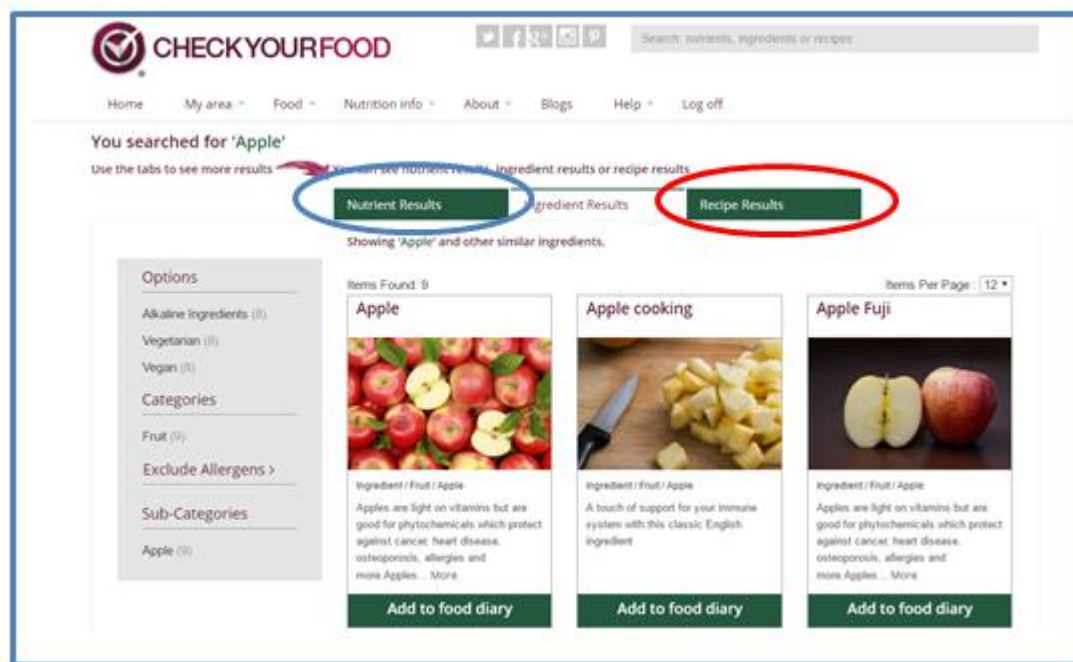 CHECKYOURFOOD
Search: nutrients, ingredients or recipes
Home My area Food Nutrition info About Blogs Help Log off
You searched for 'Apple'
Use the tabs to see more results You can see nutrient results, ingredient results or recipe results
Nutrient Results Ingredient Results Recipe Results
Showing 'Apple' and other similar ingredients.
Options
Alkaline Ingredients (8)
Vegetarian (8)
Vegan (8)
Categories
Fruit (9)
Exclude Allergens >
Sub-Categories
Apple (9)
Items Found: 9 Items Per Page : 12
Apple
Ingredient / Fruit / Apple
Apples are light on vitamins but are
good for phytochemicals which protect
against cancer, heart disease,
osteoporosis, allergies and
more.Apples... More
Add to food diary
Apple cooking
Ingredient / Fruit / Apple
A touch of support for your immune
system with this classic English
ingredient
Add to food diary
Apple Fuji
Ingredient / Fruit / Apple
Apples are light on vitamins but are
good for phytochemicals which protect
against cancer, heart disease,
osteoporosis, allergies and
more.Apples... More
Add to food diary